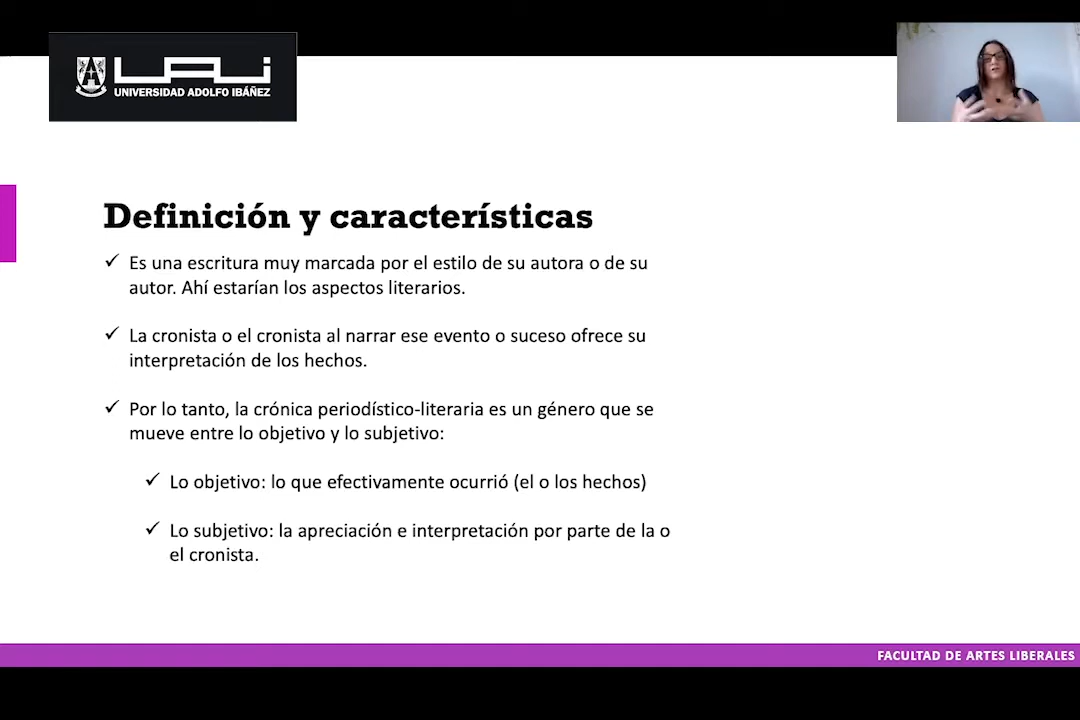 UAI
UNIVERSIDAD ADOLFO IBÁÑEZ
Definición y características
✓ Es una escritura muy marcada por el estilo de su autora o de su
autor. Ahí estarían los aspectos literarios.
✓ La cronista o el cronista al narrar ese evento o suceso ofrece su
interpretación de los hechos.
✓ Por lo tanto, la crónica periodístico-literaria es un género que se
mueve entre lo objetivo y lo subjetivo:
✓ Lo objetivo: lo que efectivamente ocurrió (el o los hechos)
✓ Lo subjetivo: la apreciación e interpretación por parte de la o
el cronista.
FACULTAD DE ARTES LIBERALES